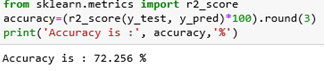 from sklearn.metrics import r2_score
accuracy=(r2_score(y_test, y_pred)*100).round(3)
print('Accuracy is :', accuracy,'%')
Accuracy is : 72.256 %